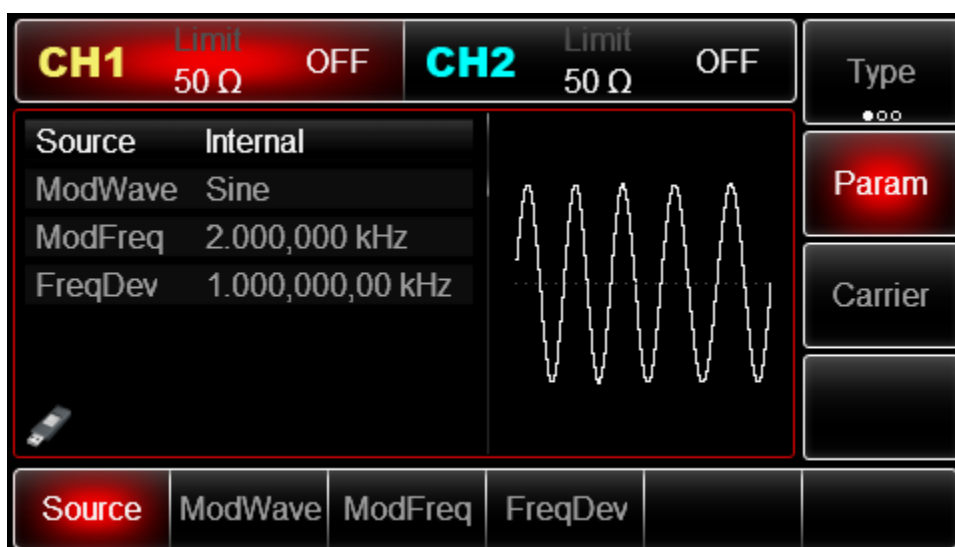 CH1 Limit 50 Ω OFF
CH2 Limit 50 Ω OFF
Type
Source Internal
ModWave Sine
ModFreq 2.000,000 kHz
FreqDev 1.000,000,00 kHz
Param
Carrier
Source ModWave ModFreq FreqDev